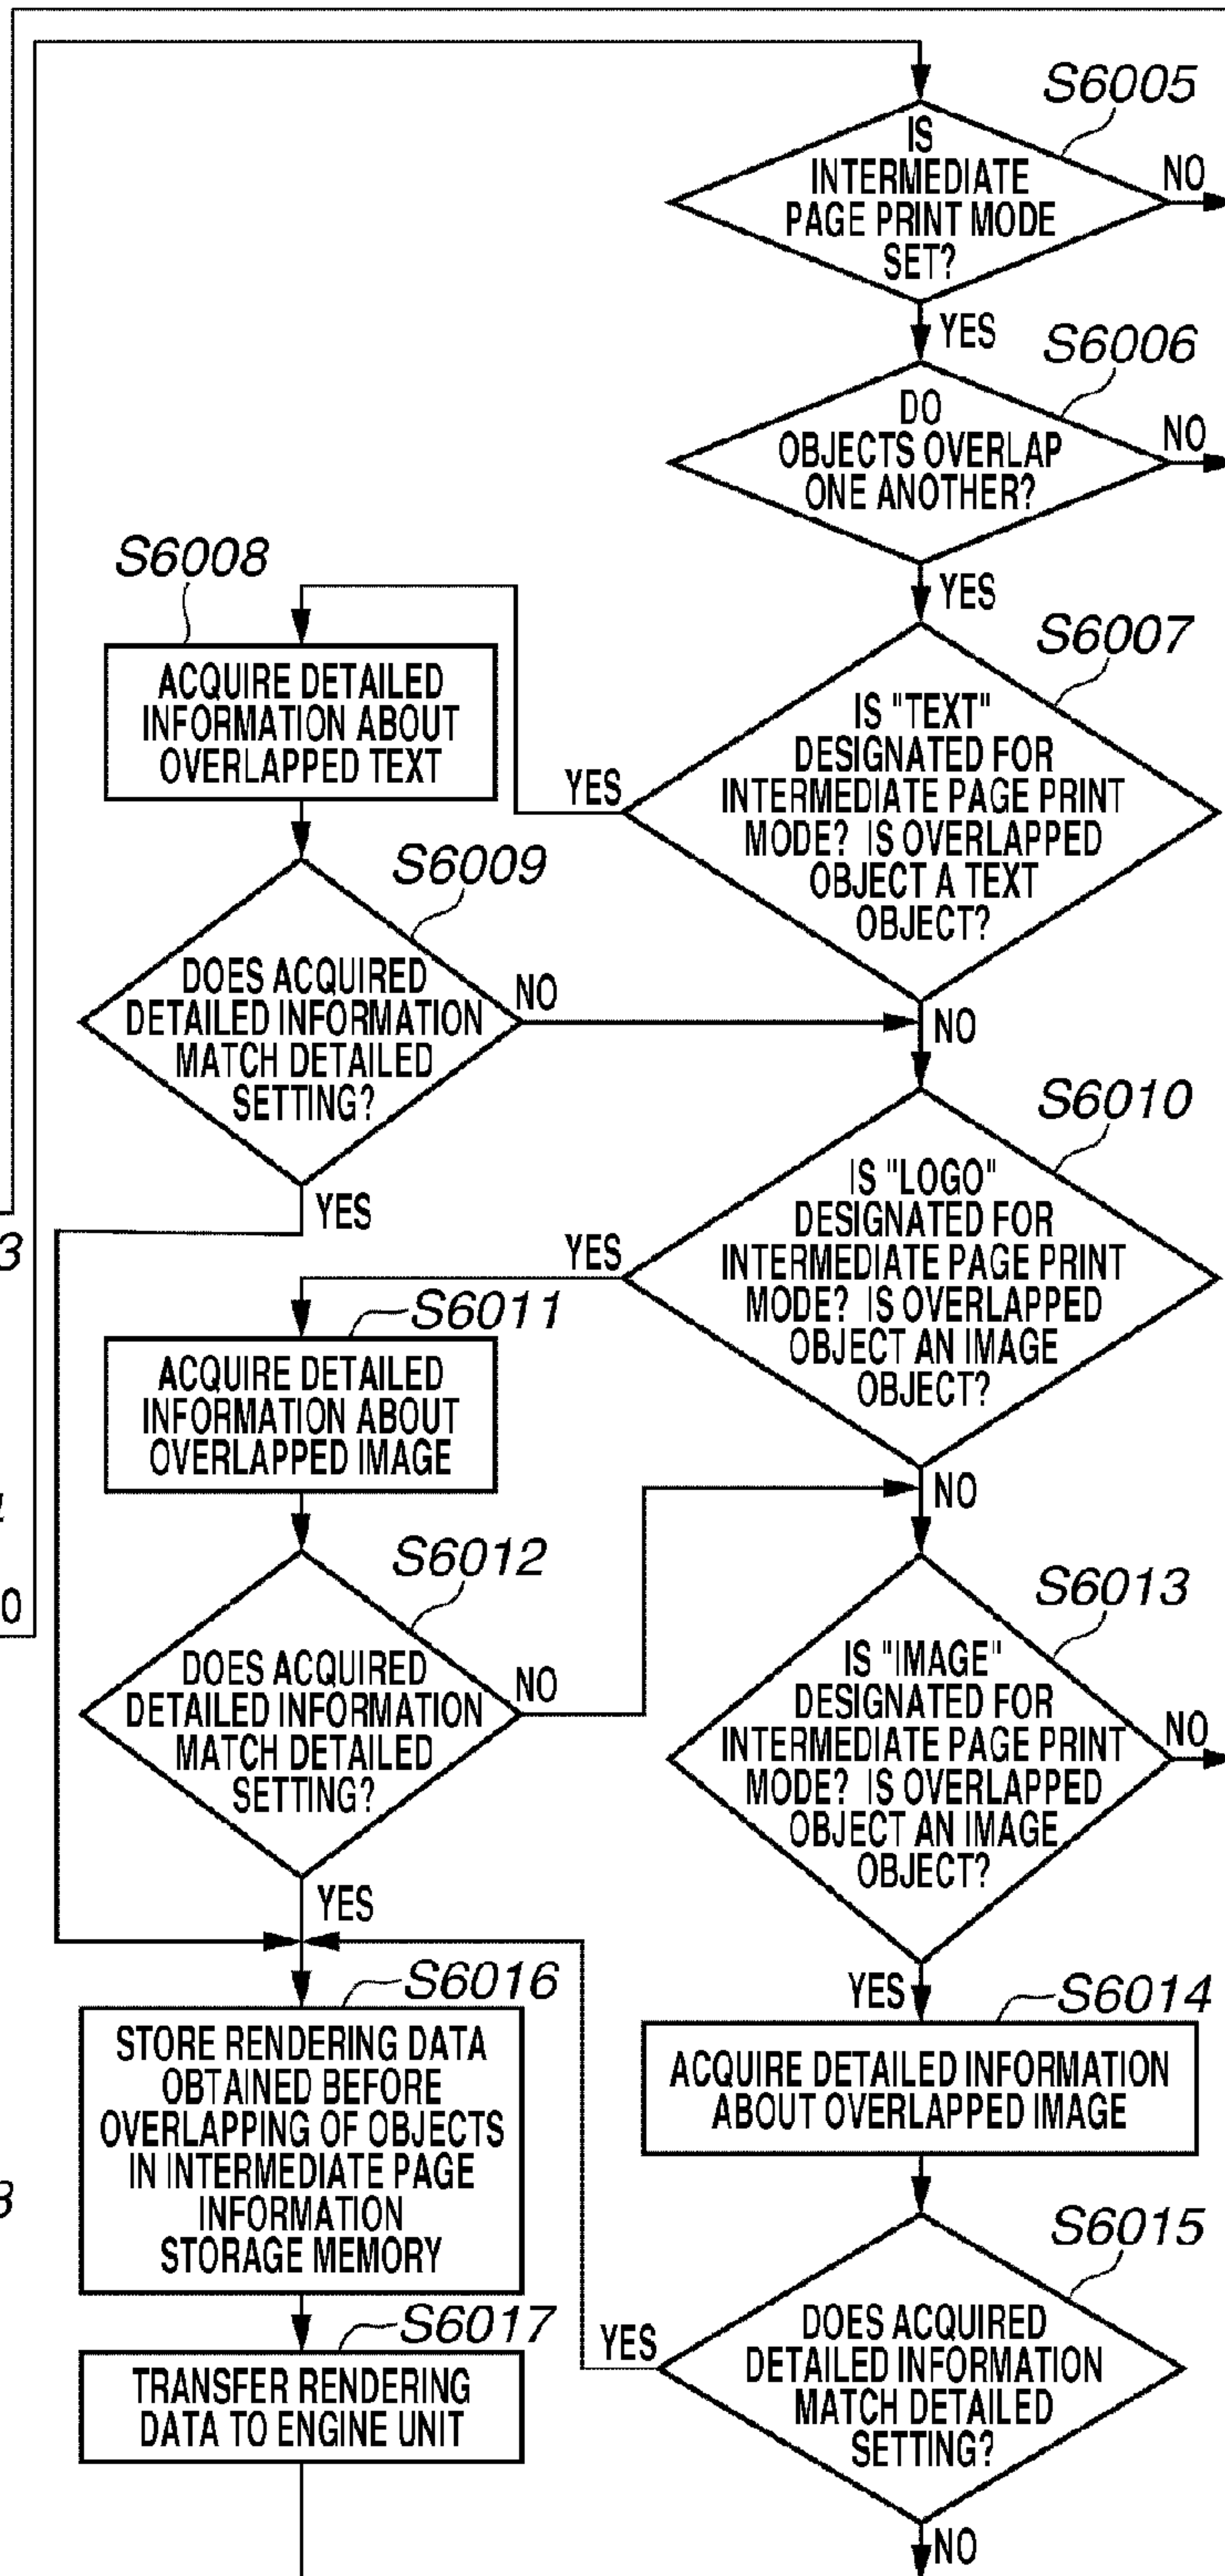 S6005
IS
INTERMEDIATE
PAGE PRINT MODE
SET?
NO
YES
S6006
DO
OBJECTS OVERLAP
ONE ANOTHER?
NO
YES
S6007
IS "TEXT"
DESIGNATED FOR
INTERMEDIATE PAGE PRINT
MODE? IS OVERLAPPED
OBJECT A TEXT
OBJECT?
YES
NO
S6008
ACQUIRE DETAILED
INFORMATION ABOUT
OVERLAPPED TEXT
S6009
DOES ACQUIRED
DETAILED INFORMATION
MATCH DETAILED
SETTING?
NO
YES
S6010
IS "LOGO"
DESIGNATED FOR
INTERMEDIATE PAGE PRINT
MODE? IS OVERLAPPED
OBJECT AN IMAGE
OBJECT?
YES
NO
3
S6011
ACQUIRE DETAILED
INFORMATION ABOUT
OVERLAPPED IMAGE
S6012
DOES ACQUIRED
DETAILED INFORMATION
MATCH DETAILED
SETTING?
NO
YES
S6013
IS "IMAGE"
DESIGNATED FOR
INTERMEDIATE PAGE PRINT
MODE? IS OVERLAPPED
OBJECT AN IMAGE
OBJECT?
NO
YES
S6014
ACQUIRE DETAILED INFORMATION
ABOUT OVERLAPPED IMAGE
S6015
DOES ACQUIRED
DETAILED INFORMATION
MATCH DETAILED
SETTING?
YES
NO
S6016
STORE RENDERING DATA
OBTAINED BEFORE
OVERLAPPING OF OBJECTS
IN INTERMEDIATE PAGE
INFORMATION
STORAGE MEMORY
S6017
TRANSFER RENDERING
DATA TO ENGINE UNIT